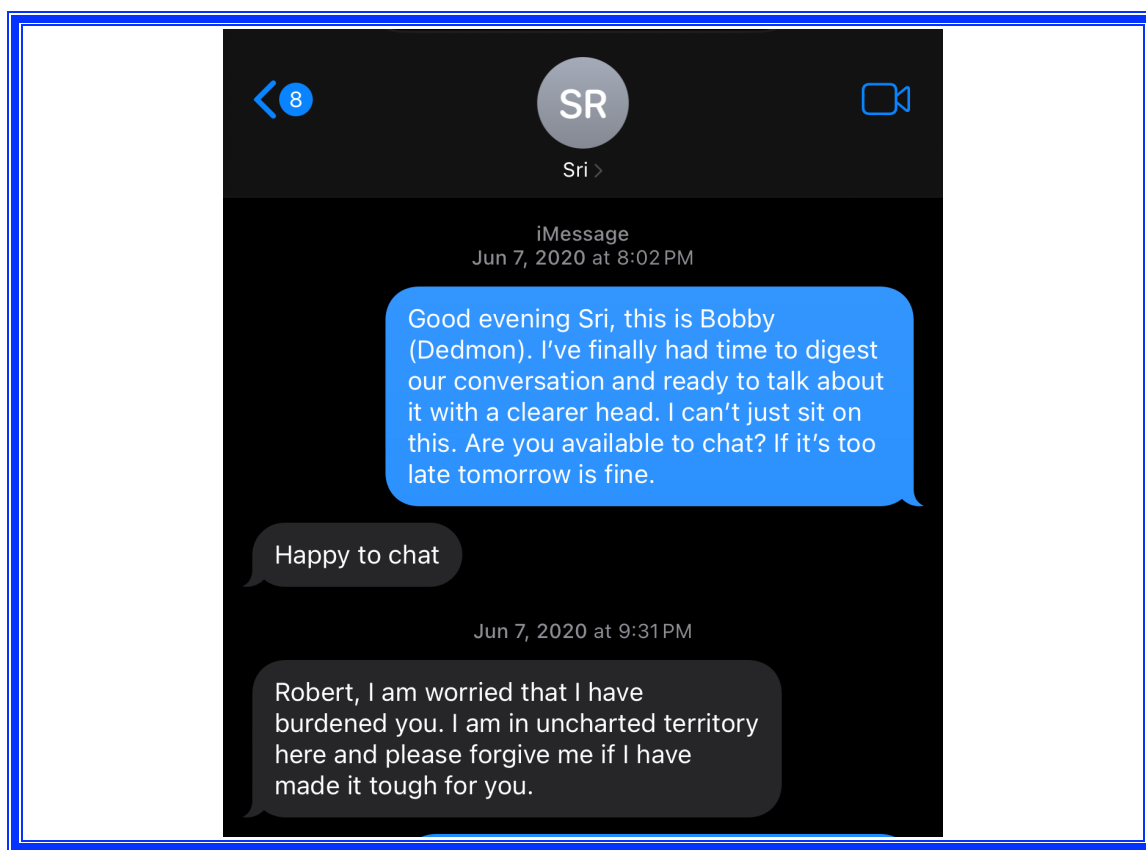 8
SR
Sri >
iMessage
Jun 7, 2020 at 8:02 PM
Good evening Sri, this is Bobby
(Dedmon). I’ve finally had time to digest
our conversation and ready to talk about
it with a clearer head. I can’t just sit on
this. Are you available to chat? If it’s too
late tomorrow is fine.
Happy to chat
Jun 7, 2020 at 9:31 PM
Robert, I am worried that I have
burdened you. I am in uncharted territory
here and please forgive me if I have
made it tough for you.